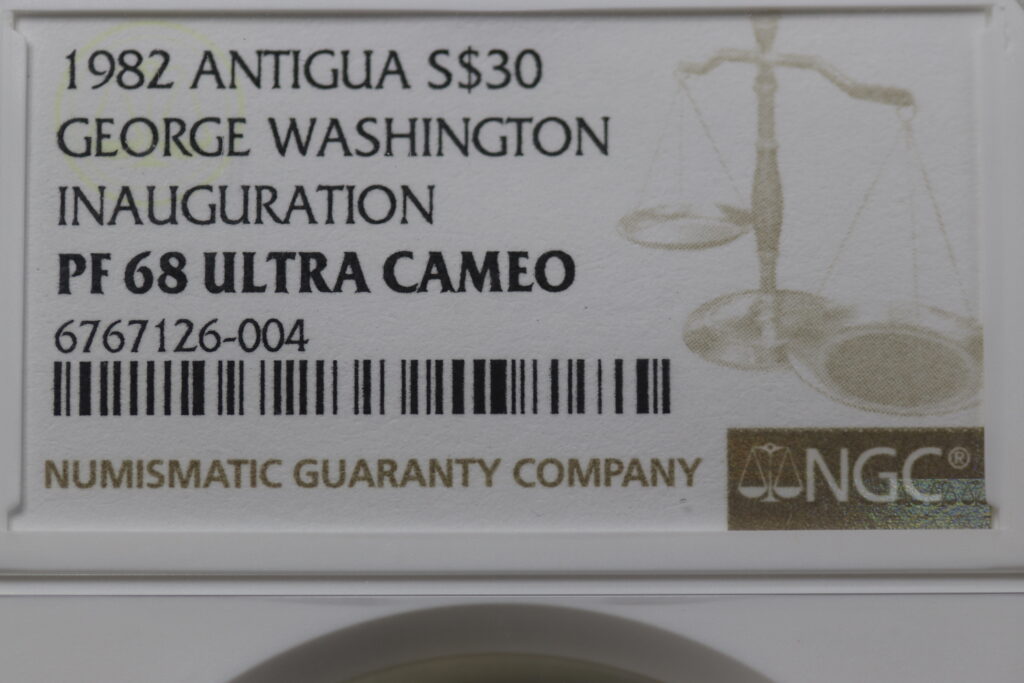 1982 ANTIGUA S$30
GEORGE WASHINGTON
INAUGURATION
PF 68 ULTRA CAMEO
6767126-004
NUMISMATIC GUARANTY COMPANY
NGC®